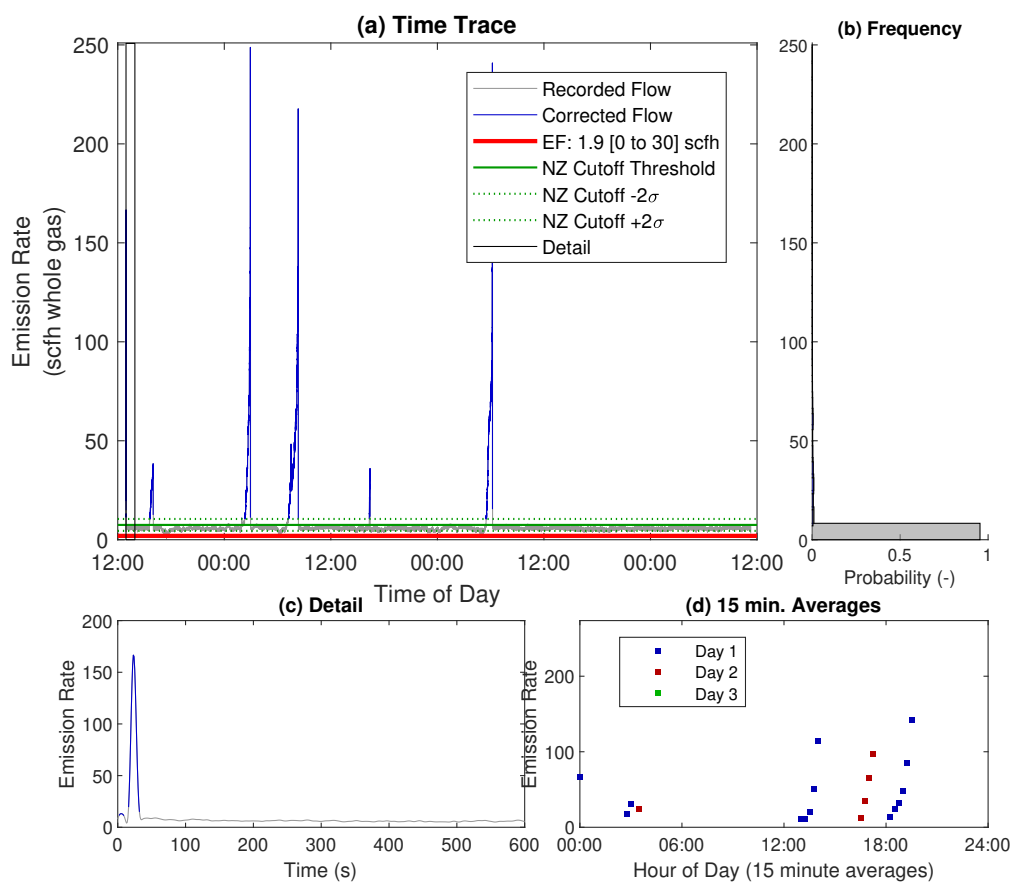 (a) Time Trace
(b) Frequency
250
200
150
100
50
0
Emission Rate
(scfh whole gas)
Recorded Flow
Corrected Flow
EF: 1.9 [0 to 30] scfh
NZ Cutoff Threshold
NZ Cutoff -2σ
NZ Cutoff +2σ
Detail
12:00 00:00 12:00 00:00 12:00 00:00 12:00
Time of Day
250
200
150
100
50
0
0 0.5 1
Probability (-)
(c) Detail
200
150
100
50
0
Emission Rate
0 100 200 300 400 500 600
Time (s)
(d) 15 min. Averages
200
100
0
Emission Rate
Day 1
Day 2
Day 3
00:00 06:00 12:00 18:00 24:00
Hour of Day (15 minute averages)